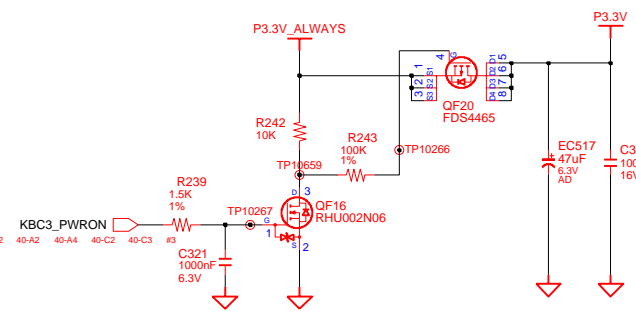 P3.3V
P3.3V_ALWAYS
4
G
1
2
3
S1
S2
S3
D1
D2
D3
D4
5
6
7
8
QF20
FDS4465
R242
10K
R243
100K
1%
TP10266
EC517
47uF
6.3V
AD
C3
100
16V
TP10659
R239
1.5K
1%
TP10267
D
3
QF16
RHU002N06
KBC3_PWRON
G
1
S
2
40-A2
40-A4
40-C2
40-C3
#3
C321
1000nF
6.3V